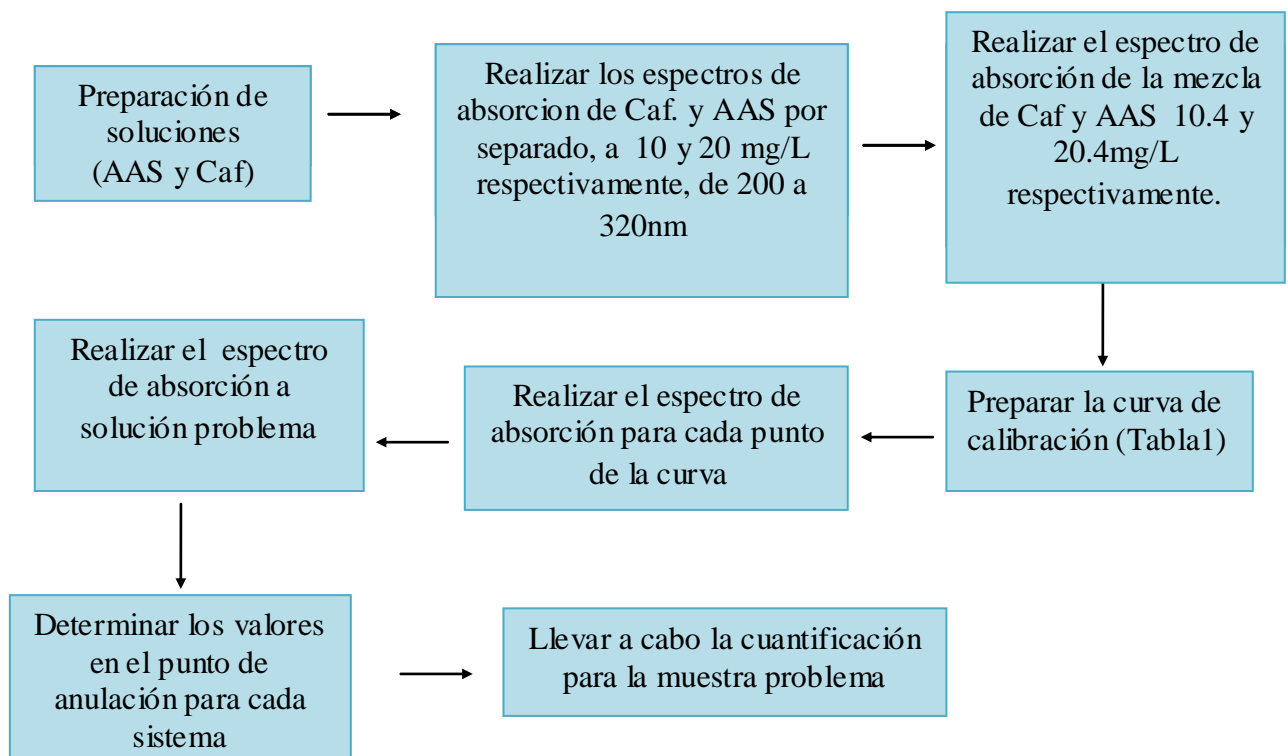 Preparación de
soluciones
(AAS y Caf)
Realizar los espectros de
absorcion de Caf. y AAS por
separado, a 10 y 20 mg/L
respectivamente, de 200 a
320nm
Realizar el espectro de
absorción de la mezcla
de Caf y AAS 10.4 y
20.4mg/L
respectivamente.
Preparar la curva de
calibración (Tabla1)
Realizar el espectro de
absorción para cada punto
de la curva
Realizar el espectro
de absorción a
solución problema
Determinar los valores
en el punto de
anulación para cada
sistema
Llevar a cabo la cuantificación
para la muestra problema